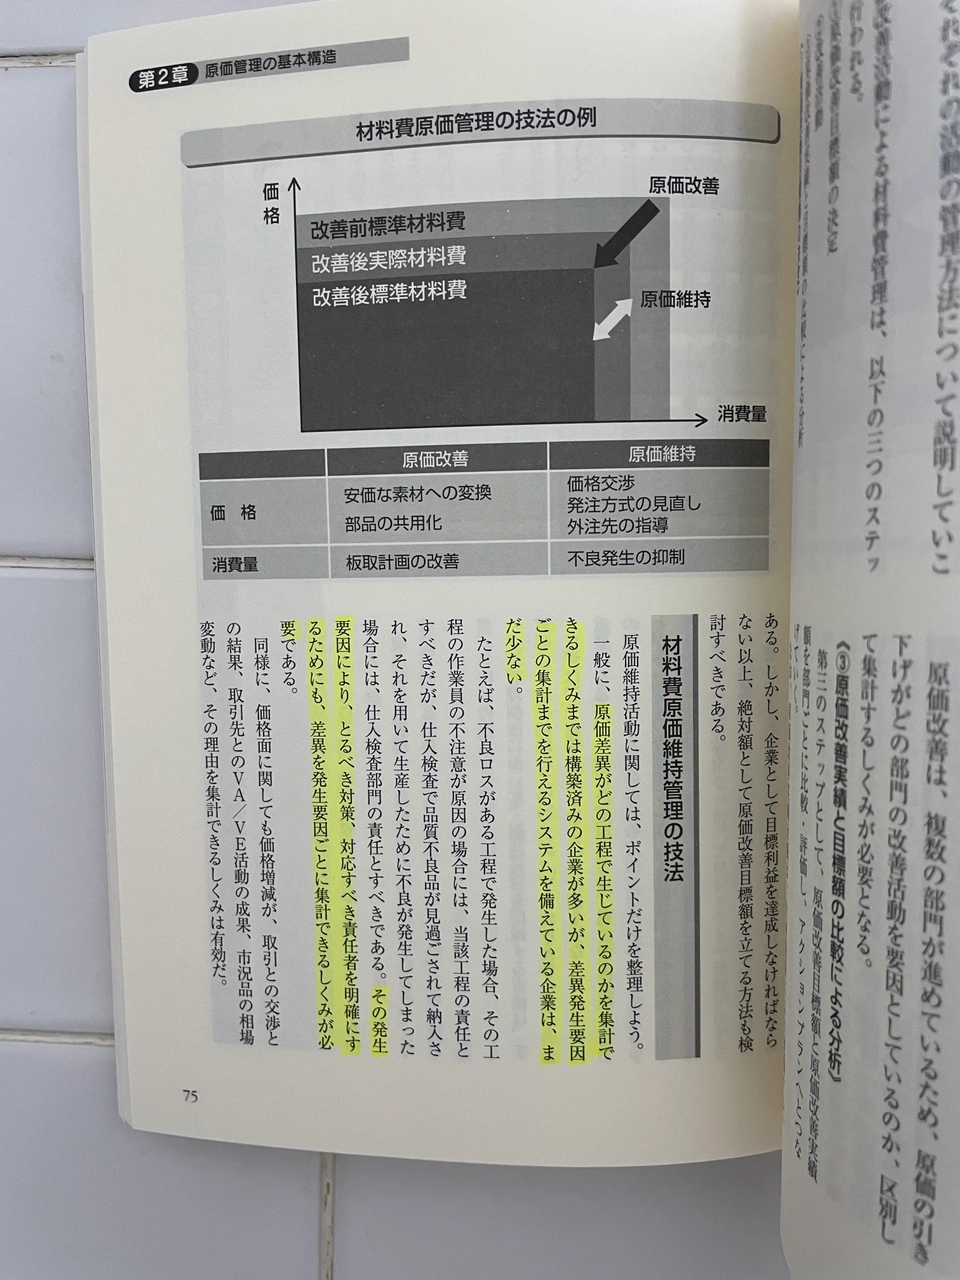 第2章 原価管理の基本構造
材料費原価管理の技法の例
価格
原価改善
改善前標準材料費
改善後実際材料費
改善後標準材料費
原価維持
消費量
原価改善 原価維持
価 格
安価な素材への変換
部品の共用化
価格交渉
発注方式の見直し
外注先の指導
消費量 板取計画の改善 不良発生の抑制
ある。しかし、企業として目標利益を達成しなければなら
ない以上、絶対額として原価改善目標額を立てる方法も検
討すべきである。
材料費原価維持管理の技法
原価維持活動に関しては、ポイントだけを整理しよう。
一般に、原価差異がどの工程で生じているのかを集計で
きるしくみまでは構築済みの企業が多いが、差異発生要因
ごとの集計までを行えるシステムを備えている企業は、ま
だ少ない。
たとえば、不良ロスがある工程で発生した場合、その工
程の作業員の不注意が原因の場合には、当該工程の責任と
すべきだが、仕入検査で品質不良品が見過ごされて納入さ
れ、それを用いて生産したために不良が発生してしまった
場合には、仕入検査部門の責任とすべきである。その発生
要因により、とるべき対策、対応すべき責任者を明確にす
るためにも、差異を発生要因ごとに集計できるしくみが必
要である。
同様に、価格面に関しても価格増減が、取引との交渉と
の結果、取引先とのVA／VE活動の成果、市況品の相場
変動など、その理由を集計できるしくみは有効だ。
75
それぞれの活動の管理方法について説明していこ
改善活動による材料費管理は、以下の三つのステッ
行われる。
原価改善は、複数の部門が進めているため、原価の引き
下げがどの部門の改善活動を要因としているのか、区別し
て集計するしくみが必要となる。
《③原価改善実績と目標額の比較による分析》
第三のステップとして、原価改善目標額と原価改善実績
額を部門ごとに比較・評価し、アクションプランへとつな
げていく。